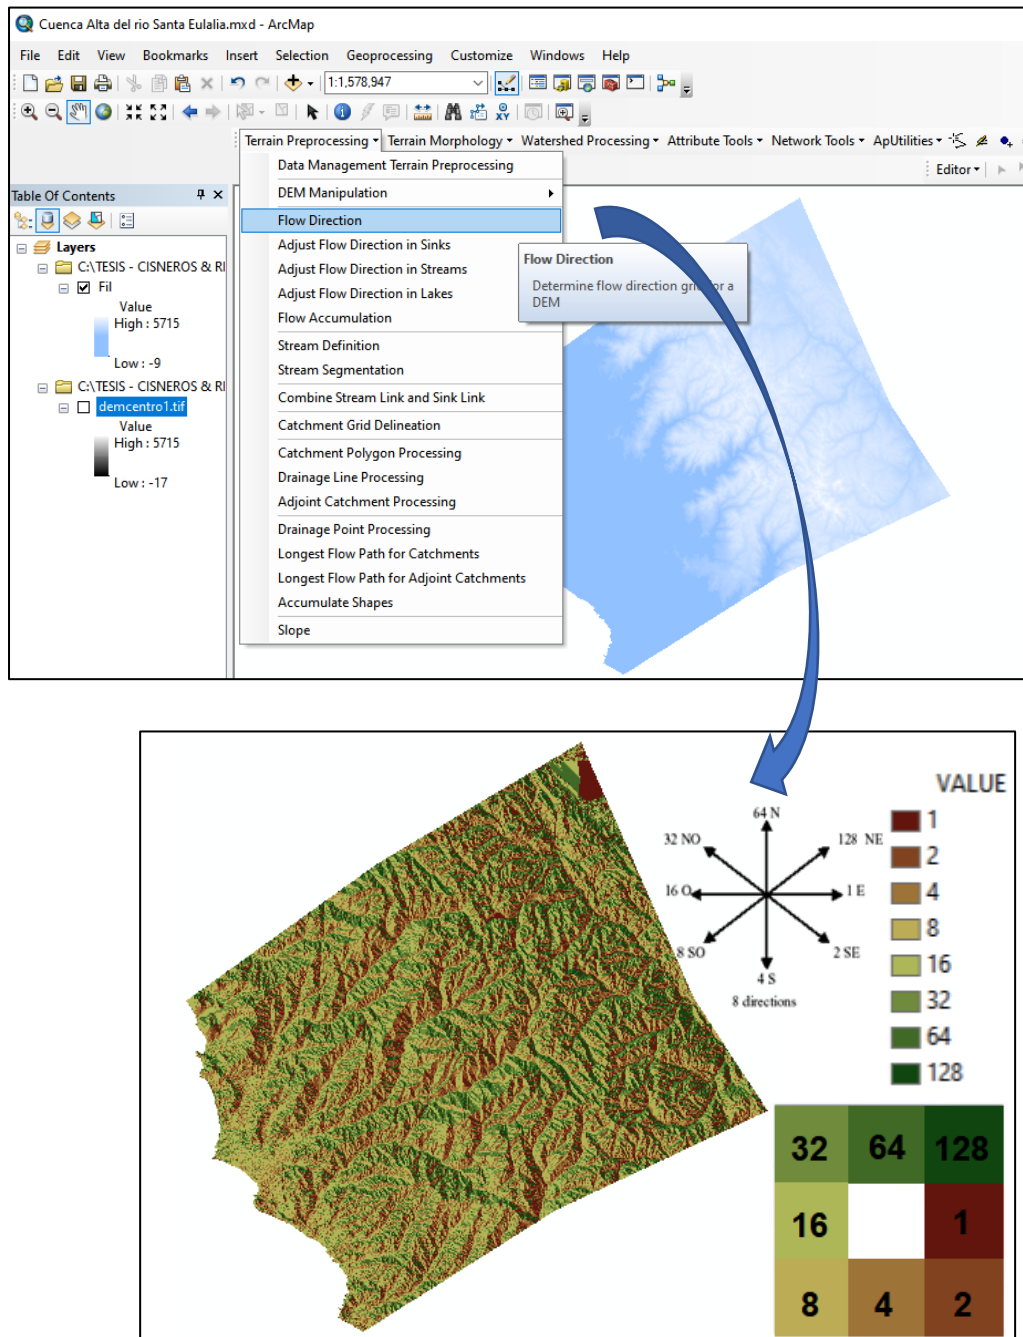 Cuenca Alta del rio Santa Eulalia.mxd - ArcMap
File Edit View Bookmarks Insert Selection Geoprocessing Customize Windows Help
1:1,578,947
Terrain Preprocessing Terrain Morphology Watershed Processing Attribute Tools Network Tools ApUtilities
Editor
Table Of Contents
Layers
C:\TESIS - CISNEROS & RI
Fil
Value
High : 5715
Low : -9
C:\TESIS - CISNEROS & RI
demcentro1.tif
Value
High : 5715
Low : -17
Data Management Terrain Preprocessing
DEM Manipulation
Flow Direction
Adjust Flow Direction in Sinks
Adjust Flow Direction in Streams
Adjust Flow Direction in Lakes
Flow Accumulation
Stream Definition
Stream Segmentation
Combine Stream Link and Sink Link
Catchment Grid Delineation
Catchment Polygon Processing
Drainage Line Processing
Adjoint Catchment Processing
Drainage Point Processing
Longest Flow Path for Catchments
Longest Flow Path for Adjoint Catchments
Accumulate Shapes
Slope
Flow Direction
Determine flow direction grid for a
DEM
64 N
32 NO
128 NE
16 O
1 E
8 SO
2 SE
4 S
8 directions
VALUE
1
2
4
8
16
32
64
128
32 64 128
16 1
8 4 2